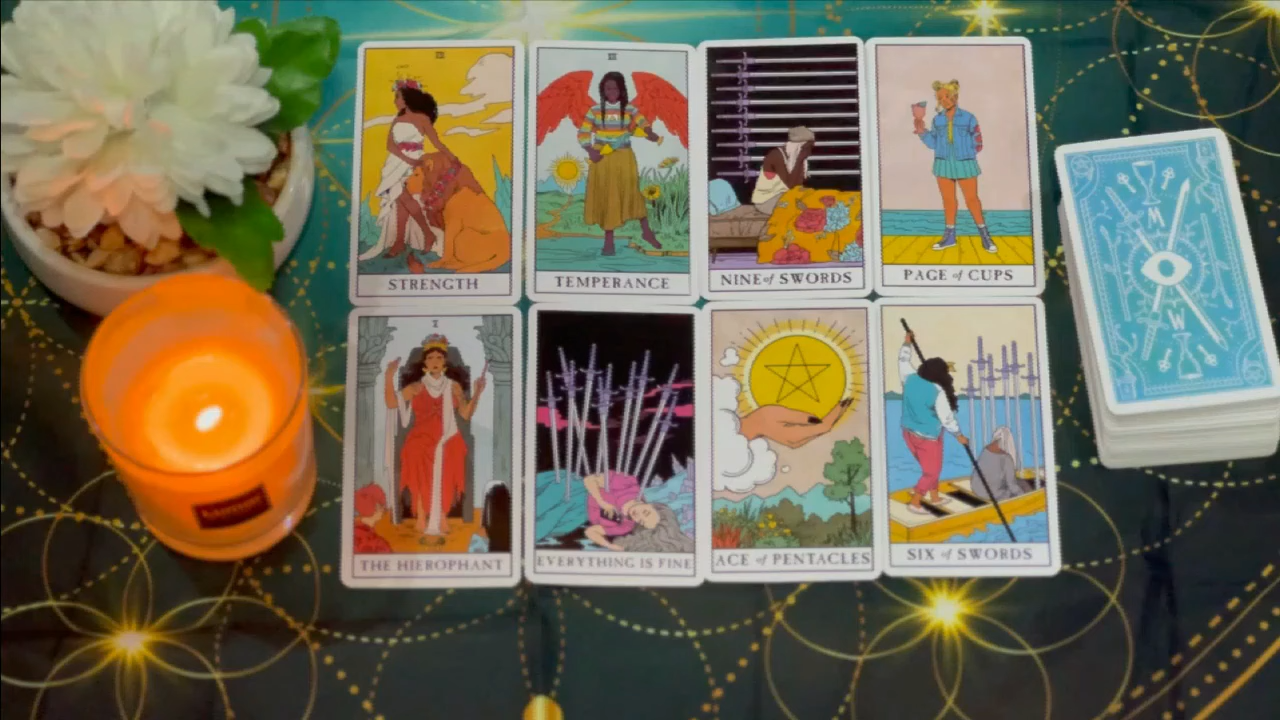 STRENGTH
TEMPERANCE
NINE of SWORDS
PAGE of CUPS
THE HIEROPHANT
EVERYTHING IS FINE
ACE of PENTACLES
SIX of SWORDS
M
M